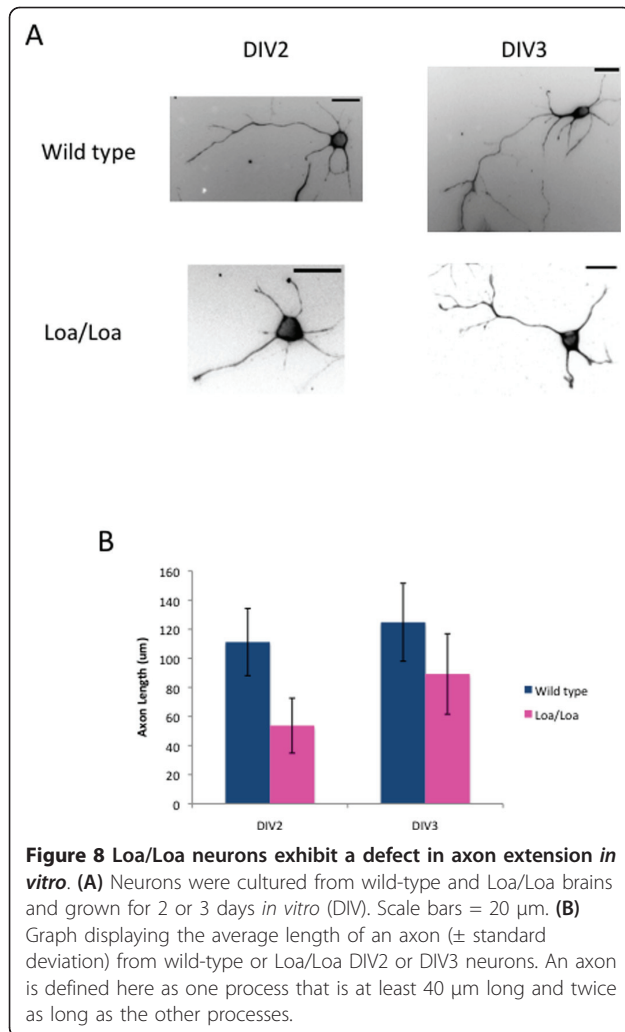 A
DIV2 DIV3
Wild type
Loa/Loa
B
160
140
120
100
80
60
40
20
0
Axon Length (um)
DIV2 DIV3
Wild type
Loa/Loa
Figure 8 Loa/Loa neurons exhibit a defect in axon extension in
vitro. (A) Neurons were cultured from wild-type and Loa/Loa brains
and grown for 2 or 3 days in vitro (DIV). Scale bars = 20 μm. (B)
Graph displaying the average length of an axon (± standard
deviation) from wild-type or Loa/Loa DIV2 or DIV3 neurons. An axon
is defined here as one process that is at least 40 μm long and twice
as long as the other processes.